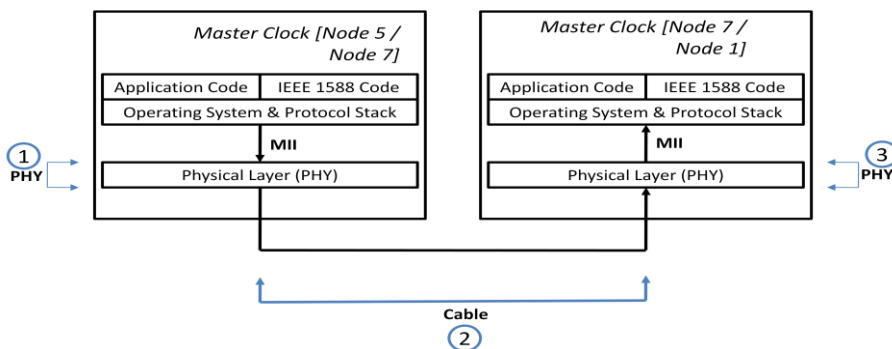 Master Clock [Node 5 /
Node 7]
Application Code
IEEE 1588 Code
Operating System & Protocol Stack
MII
Physical Layer (PHY)
1
PHY
Master Clock [Node 7 /
Node 1]
Application Code
IEEE 1588 Code
Operating System & Protocol Stack
MII
Physical Layer (PHY)
3
PHY
Cable
2